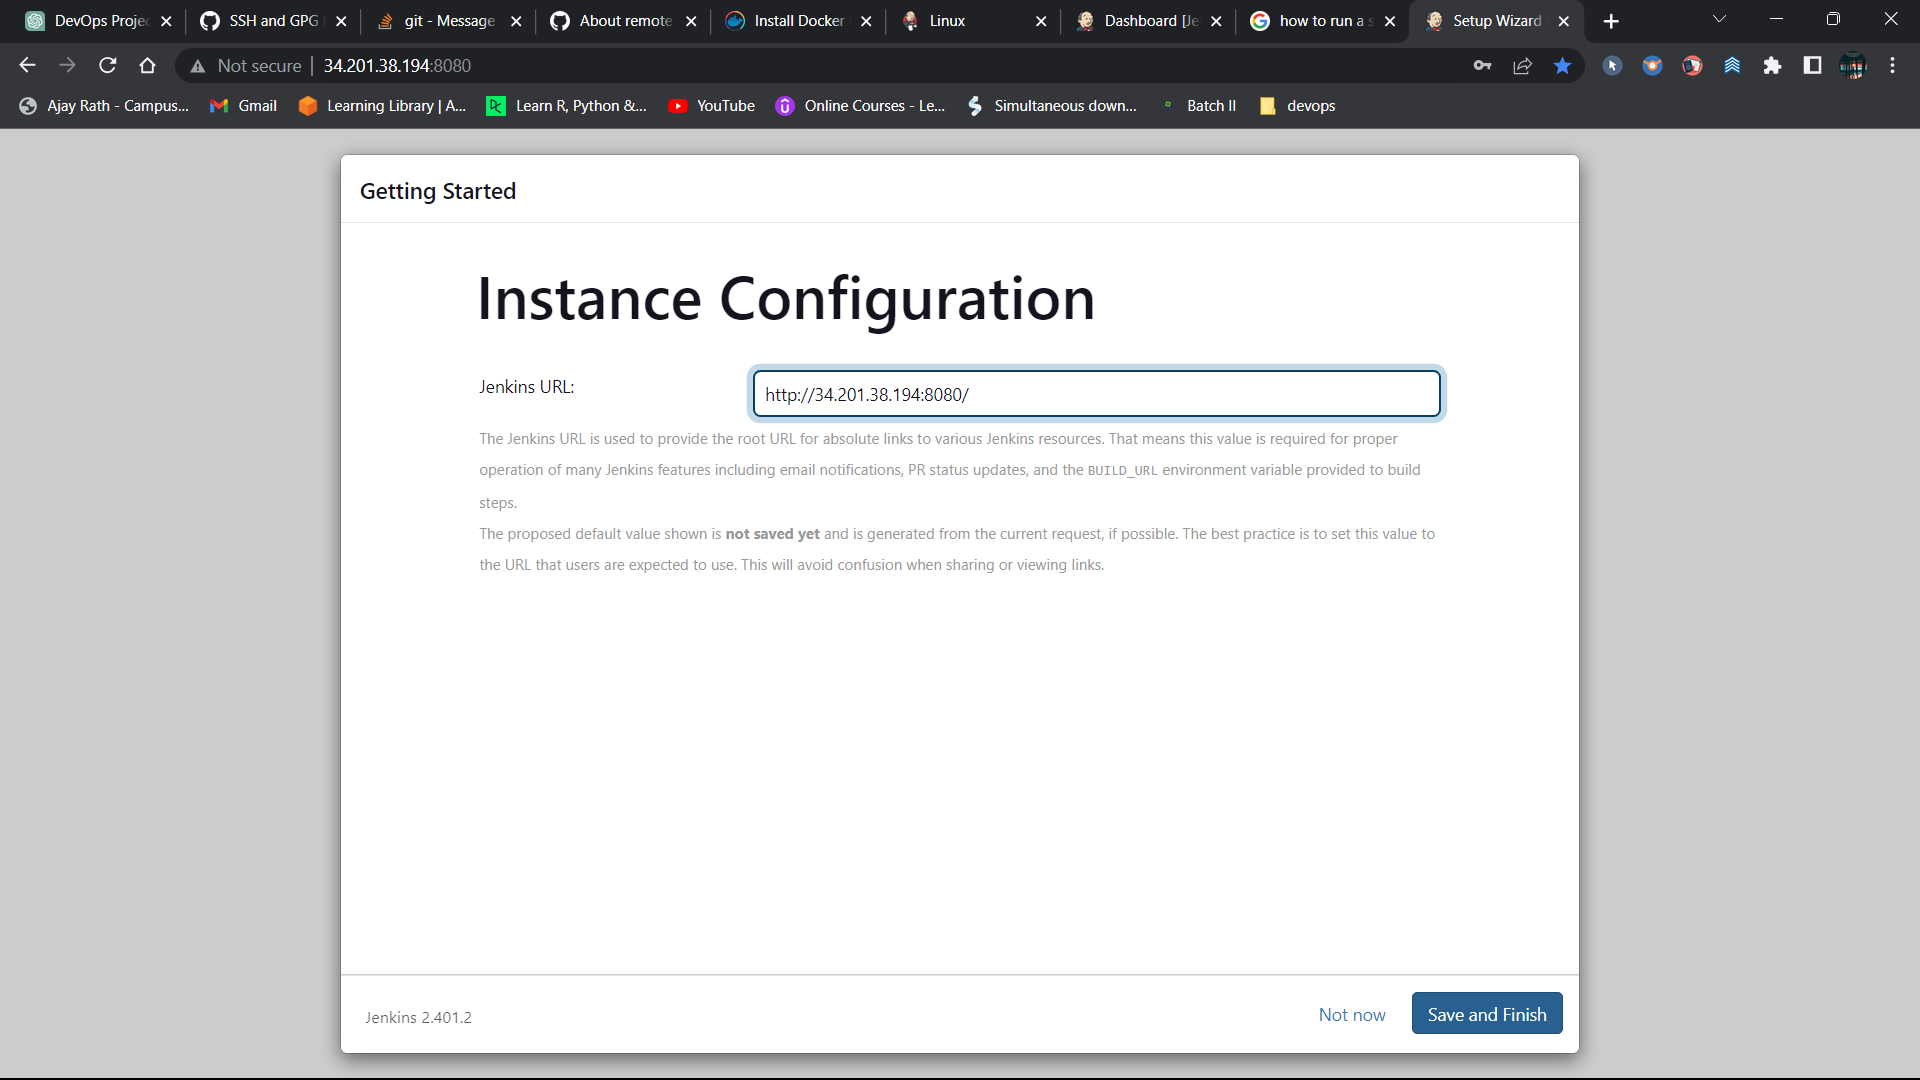 DevOps Projec
SSH and GPG
git - Message
About remote
Install Docker
Linux
Dashboard [Je
how to run a s
Setup Wizard
Not secure
34.201.38.194:8080
Ajay Rath - Campus...
Gmail
Learning Library | A...
Learn R, Python &...
YouTube
Online Courses - Le...
Simultaneous down...
Batch II
devops
Getting Started
Instance Configuration
Jenkins URL:
http://34.201.38.194:8080/
The Jenkins URL is used to provide the root URL for absolute links to various Jenkins resources. That means this value is required for proper
operation of many Jenkins features including email notifications, PR status updates, and the BUILD_URL environment variable provided to build
steps.
The proposed default value shown is not saved yet and is generated from the current request, if possible. The best practice is to set this value to
the URL that users are expected to use. This will avoid confusion when sharing or viewing links.
Jenkins 2.401.2
Not now
Save and Finish